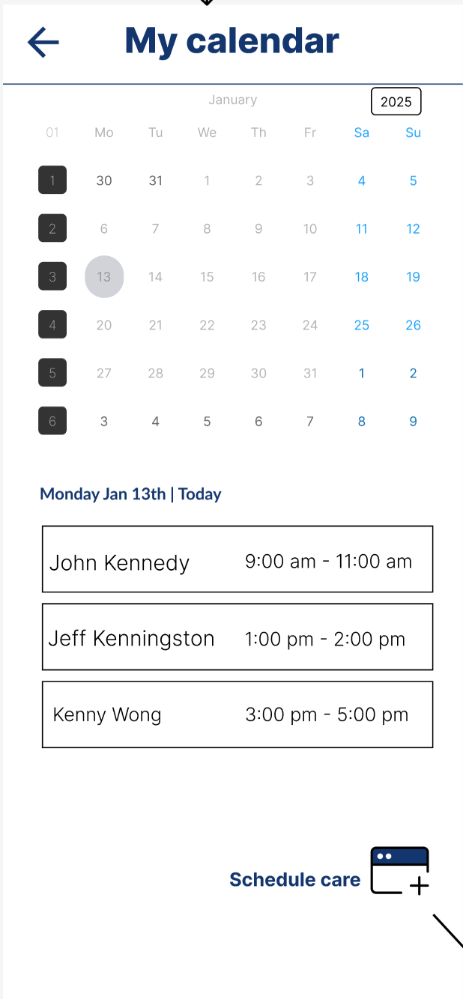 My calendar
January 2025
01 Mo Tu We Th Fr Sa Su
1 30 31 1 2 3 4 5
2 6 7 8 9 10 11 12
3 13 14 15 16 17 18 19
4 20 21 22 23 24 25 26
5 27 28 29 30 31 1 2
6 3 4 5 6 7 8 9
Monday Jan 13th | Today
John Kennedy 9:00 am - 11:00 am
Jeff Kenningston 1:00 pm - 2:00 pm
Kenny Wong 3:00 pm - 5:00 pm
Schedule care